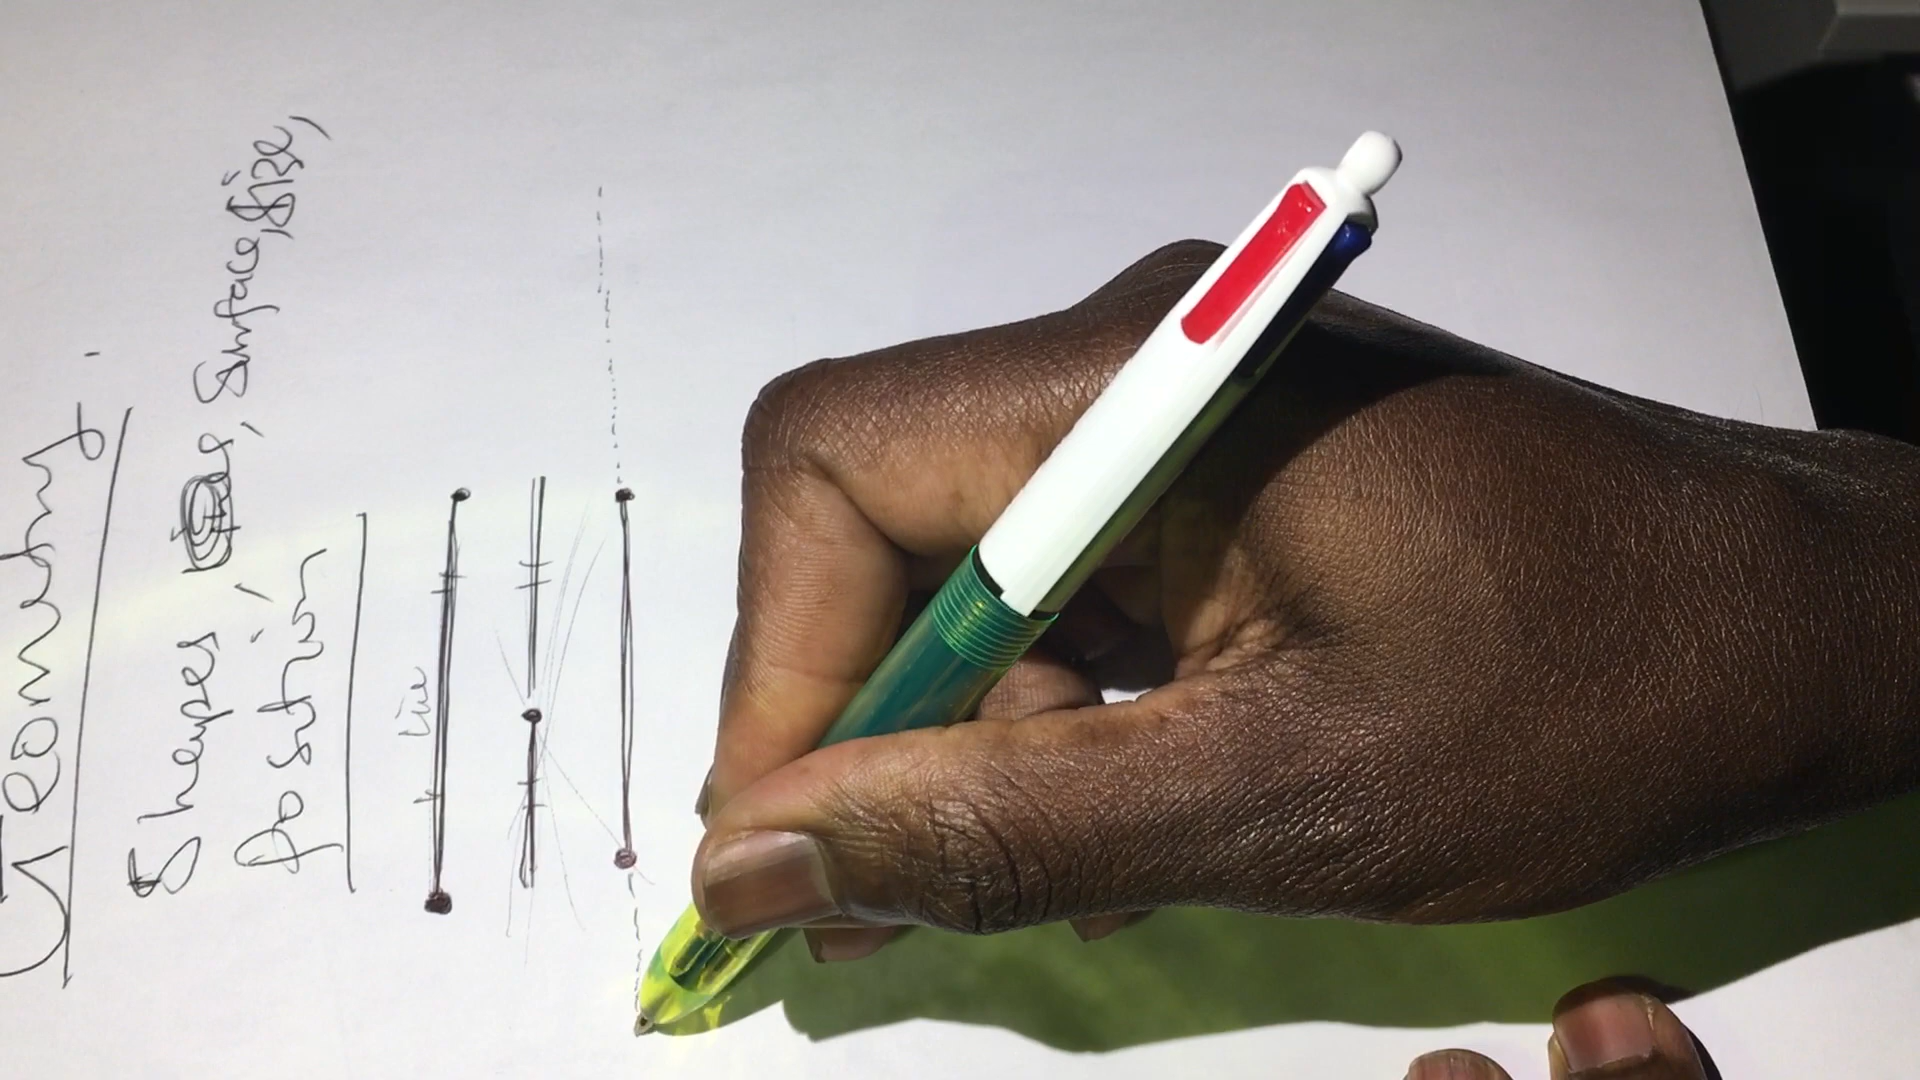 Geometry.
Shapes, Surface, Size,
Position
line